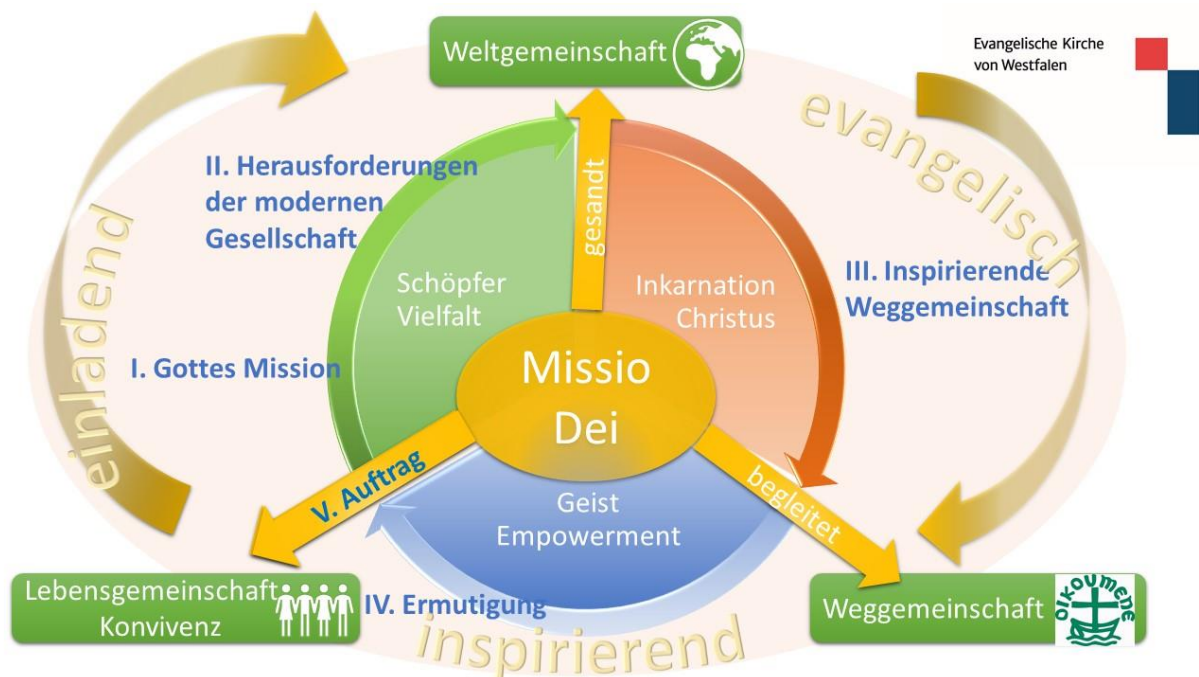 Weltgemeinschaft
Evangelische Kirche
von Westfalen
evangelisch
II. Herausforderungen
der modernen
Gesellschaft
gesandt
einladend
Schöpfer
Vielfalt
Inkarnation
Christus
III. Inspirierende
Weggemeinschaft
I. Gottes Mission
Missio
Dei
V. Auftrag
begleitet
Geist
Empowerment
Lebensgemeinschaft
Konvivenz
IV. Ermutigung
inspirierend
Weggemeinschaft
OIKOUMENE